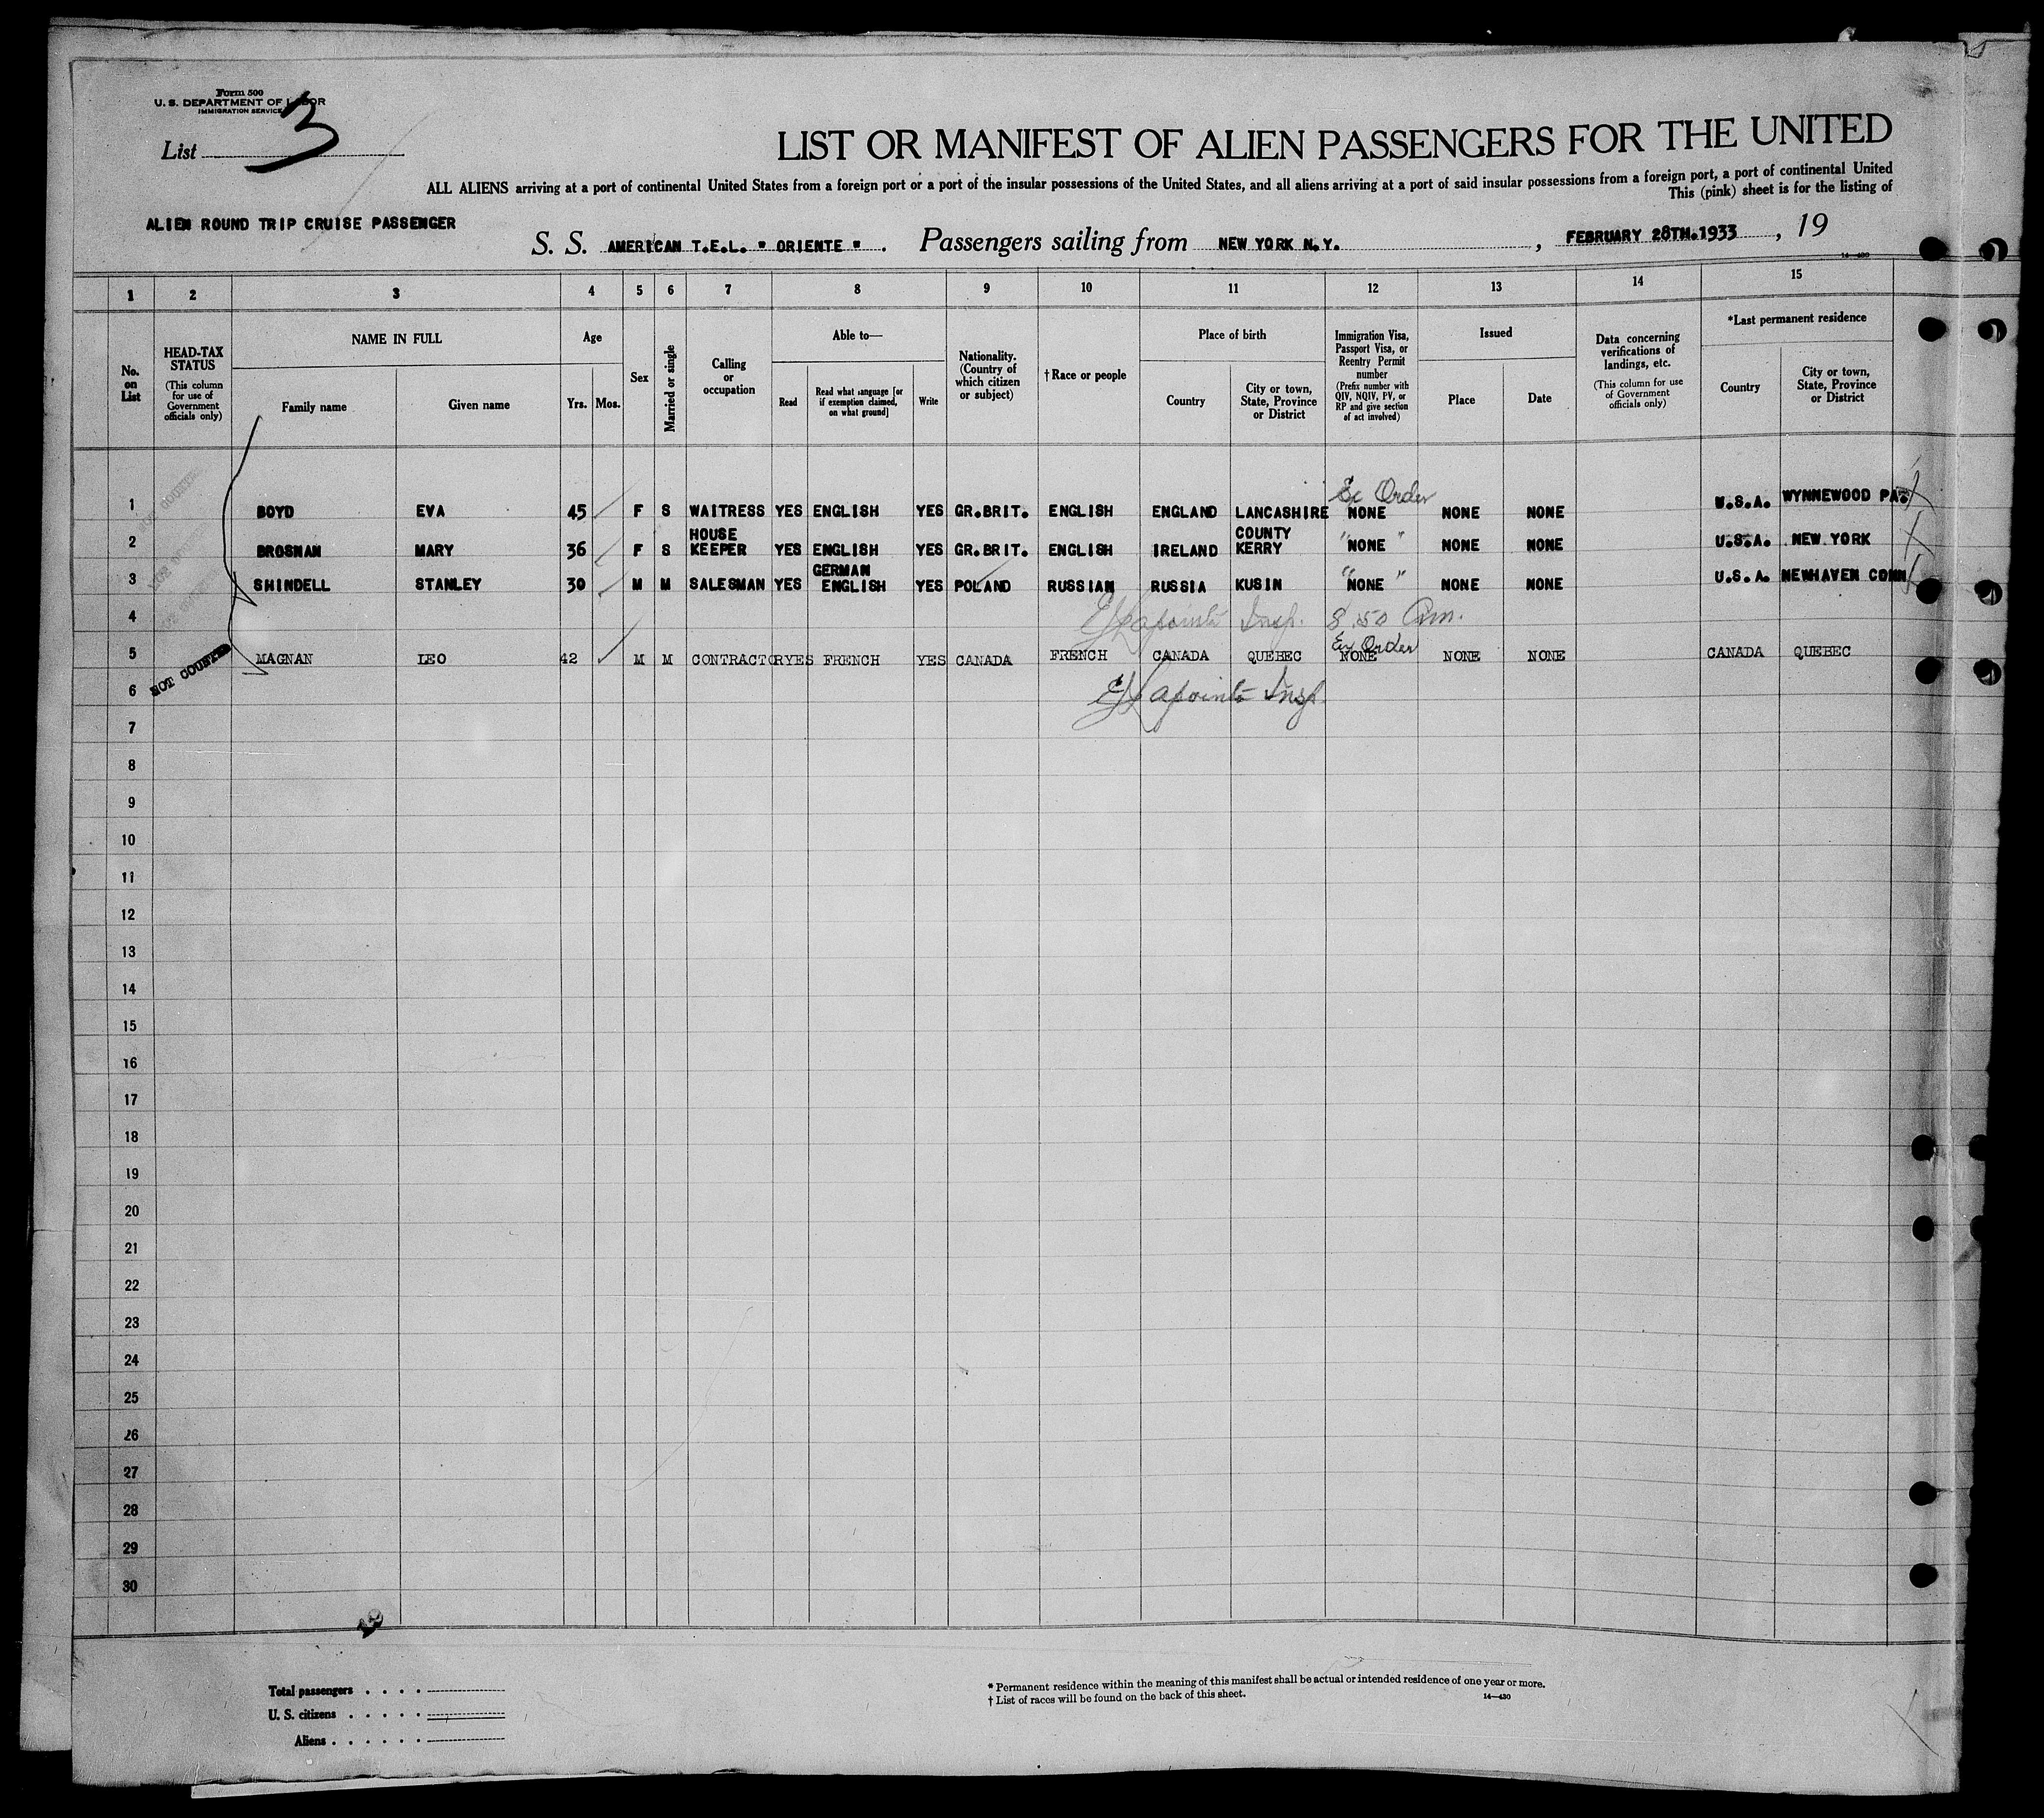 Form 500
U. S. DEPARTMENT OF LABOR
IMMIGRATION SERVICE
List 3
LIST OR MANIFEST OF ALIEN PASSENGERS FOR THE UNITED
ALL ALIENS arriving at a port of continental United States from a foreign port or a port of the insular possessions of the United States, and all aliens arriving at a port of said insular possessions from a foreign port, a port of continental United
This (pink) sheet is for the listing of
ALIEN ROUND TRIP CRUISE PASSENGER
S. S. AMERICAN T.E.L. " ORIENTE " . Passengers sailing from NEW YORK N.Y. , FEBRUARY 28TH.1933 , 19
14—430
1 2 3 4 5 6 7 8 9 10 11 12 13 14 15
No. on List
HEAD-TAX STATUS
(This column for use of Government officials only)
NAME IN FULL
Family name
Given name
Age
Yrs. Mos.
Sex
Married or single
Calling or occupation
Able to—
Read
Read what language [or if exemption claimed, on what ground]
Write
Nationality. (Country of which citizen or subject)
†Race or people
Place of birth
Country
City or town, State, Province or District
Immigration Visa, Passport Visa, or Reentry Permit number
(Prefix number with QIV, NQIV, PV, or RP and give section of act involved)
Issued
Place
Date
Data concerning verifications of landings, etc.
(This column for use of Government officials only)
*Last permanent residence
Country
City or town, State, Province or District
Ex Order
1 BOYD EVA 45 F S WAITRESS YES ENGLISH YES GR.BRIT. ENGLISH ENGLAND LANCASHIRE NONE NONE NONE U.S.A. WYNNEWOOD PA.
2 BROSNAN MARY 36 F S HOUSE KEEPER YES ENGLISH YES GR.BRIT. ENGLISH IRELAND COUNTY KERRY " NONE " NONE NONE U.S.A. NEW YORK
3 SHINDELL STANLEY 30 M M SALESMAN YES GERMAN ENGLISH YES POLAND RUSSIAN RUSSIA KUSIN " NONE " NONE NONE U.S.A. NEWHAVEN CONN
4 Lapointe Insp. 8.50 Am.
Ex Order
5 NOT COUNTED MAGNAN LEO 42 M M CONTRACTOR YES FRENCH YES CANADA FRENCH CANADA QUEBEC NONE NONE NONE CANADA QUEBEC
6 Lapointe Insp.
7
8
9
10
11
12
13
14
15
16
17
18
19
20
21
22
23
24
25
26
27
28
29
30
Total passengers
U. S. citizens
Aliens
* Permanent residence within the meaning of this manifest shall be actual or intended residence of one year or more.
† List of races will be found on the back of this sheet.
14—430